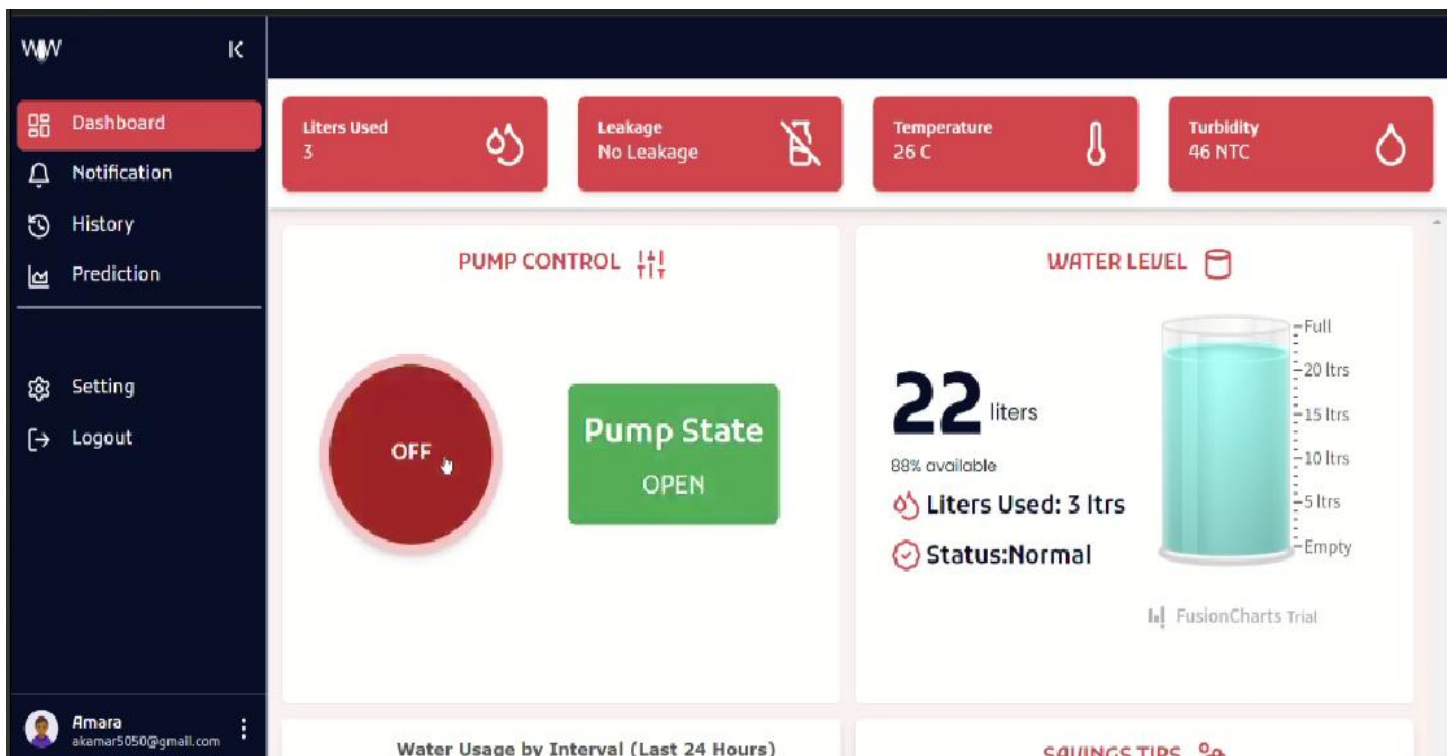 WW
Dashboard
Notification
History
Prediction
Setting
Logout
Amara
akamar5050@gmail.com
Liters Used
3
Leakage
No Leakage
Temperature
26 C
Turbidity
46 NTC
PUMP CONTROL
OFF
Pump State
OPEN
WATER LEVEL
22 liters
88% available
Liters Used: 3 ltrs
Status:Normal
Full
20 ltrs
15 ltrs
10 ltrs
5 ltrs
Empty
FusionCharts Trial
Water Usage by Interval (Last 24 Hours)
SAVINGS TIPS